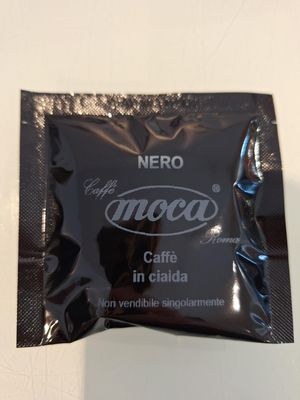 NERO
Caffè
moca®
Roma
Caffè
in cialda
Non vendibile singolarmente